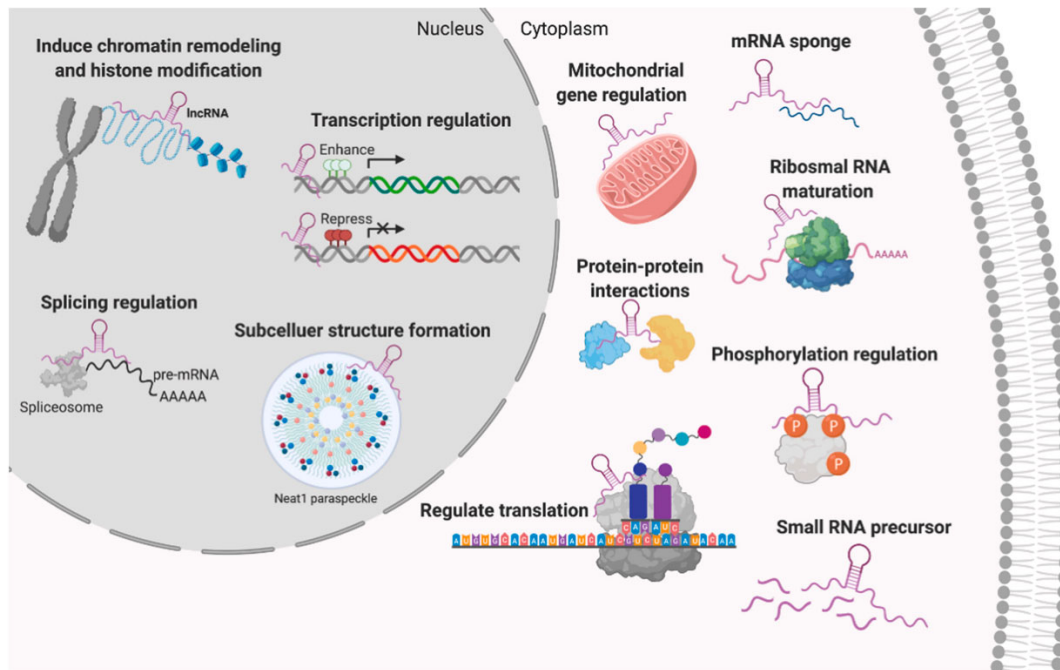 Nucleus
Cytoplasm
Induce chromatin remodeling
and histone modification
lncRNA
Transcription regulation
Enhance
Repress
Splicing regulation
pre-mRNA
AAAAA
Spliceosome
Subcelluer structure formation
Neat1 paraspeckle
Mitochondrial
gene regulation
mRNA sponge
Ribosmal RNA
maturation
AAAAA
Protein-protein
interactions
Phosphorylation regulation
P
P
P
Regulate translation
CAGAUC
AUGUGCACAAUGAUCAUCGUCUAGAUACAA
Small RNA precursor